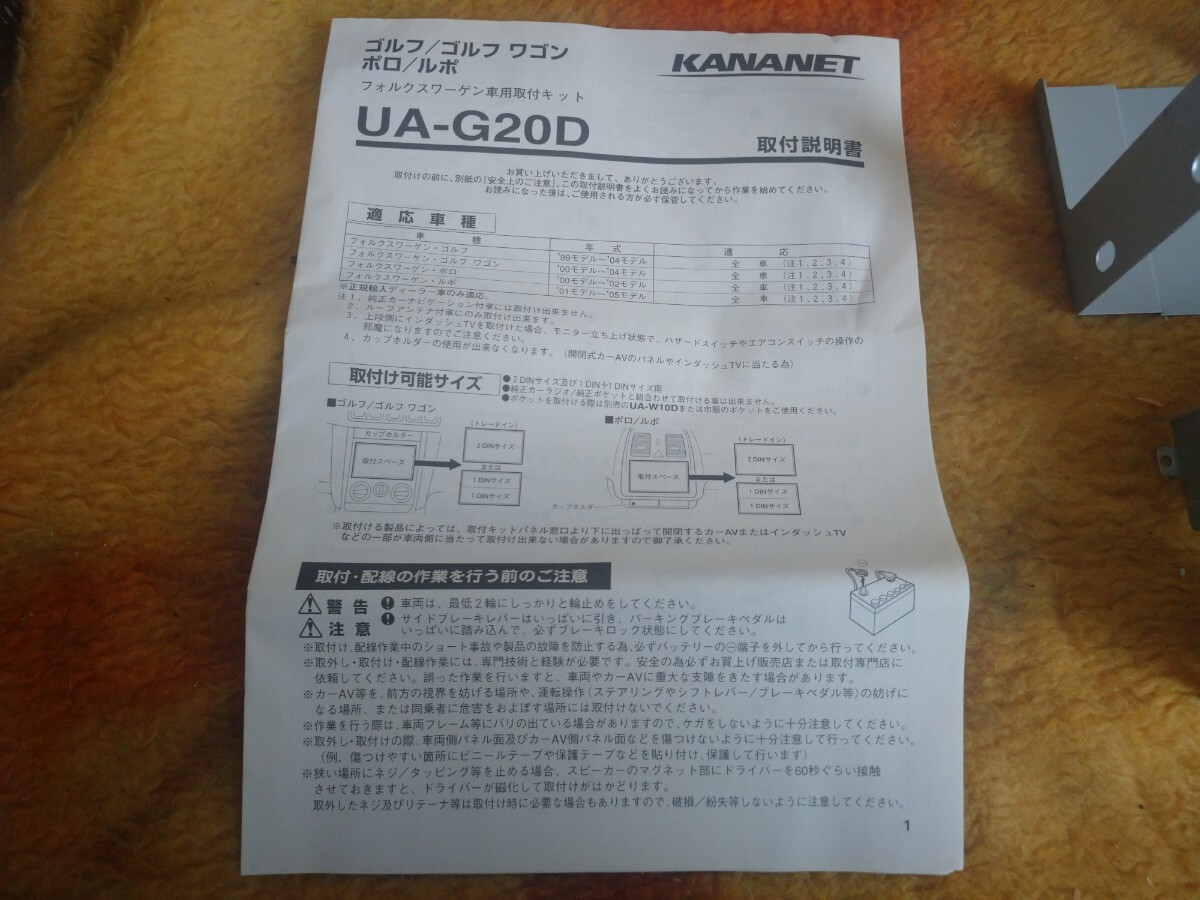 ゴルフ/ゴルフ ワゴン
ポロ/ルポ
KANANET
フォルクスワーゲン車用取付キット
UA-G20D
取付説明書
お買い上げいただきまして、ありがとうございます。
取付けの前に、別紙の「安全上のご注意」、この取付説明書をよくお読みになってから作業を始めてください。
お読みになった後は、ご使用される方が必ず保管してください。
適応車種
車種 年式 適応
フォルクスワーゲン・ゴルフ '99モデル〜'04モデル 全車 (注1,2,3,4)
フォルクスワーゲン・ゴルフ ワゴン '00モデル〜'04モデル 全車 (注1,2,3,4)
フォルクスワーゲン・ポロ '00モデル〜'02モデル 全車 (注1,2,3,4)
フォルクスワーゲン・ルポ '01モデル〜'05モデル 全車 (注1,2,3,4)
※正規輸入ディーラー車のみ適応。
注1、純正カーナビゲーション付車には取付け出来ません。
2、ルーフアンテナ付車にのみ取付け出来ます。
3、上段側にインダッシュTVを取付けた場合、モニター立ち上げ状態で、ハザードスイッチやエアコンスイッチの操作の
邪魔になりますのでご注意ください。
4、カップホルダーの使用が出来なくなります。(開閉式カーAVのパネルやインダッシュTVに当たる為)
取付け可能サイズ
●2DINサイズ及び1DIN+1DINサイズ用
●純正カーラジオ/純正ポケットと組合わせて取付ける事は出来ません。
●ポケットを取付ける際は別売のUA-W10Dまたは市販のポケットをご使用ください。
■ゴルフ/ゴルフ ワゴン
カップホルダー
取付スペース
(トレードイン)
2DINサイズ
または
1DINサイズ
1DINサイズ
■ポロ/ルポ
取付スペース
カップホルダー
(トレードイン)
2DINサイズ
または
1DINサイズ
1DINサイズ
※取付ける製品によっては、取付キットパネル窓口より下に出っぱって開閉するカーAVまたはインダッシュTV
などの一部が車両側に当たって取付け出来ない場合がありますので御了承ください。
取付・配線の作業を行う前のご注意
警告 車両は、最低2輪にしっかりと輪止めをしてください。
注意 サイドブレーキレバーはいっぱいに引き、パーキングブレーキペダルは
いっぱいに踏み込んで、必ずブレーキロック状態にしてください。
※取付け、配線作業中のショート事故や製品の故障を防止する為、必ずバッテリーの⊖端子を外してから行ってください。
※取外し・取付け・配線作業には、専門技術と経験が必要です。安全の為必ずお買上げ販売店または取付専門店に
依頼してください。誤った作業を行いますと、車両やカーAVに重大な支障をきたす場合があります。
※カーAV等を、前方の視界を妨げる場所や、運転操作(ステアリングやシフトレバー/ブレーキペダル等)の妨げに
なる場所、または同乗者に危害をおよぼす場所には取付けないでください。
※作業を行う際は、車両フレーム等にバリの出ている場合がありますので、ケガをしないように十分注意してください。
※取外し・取付けの際、車両側パネル面及びカーAV側パネル面などを傷つけないように十分注意して行ってください。
(例．傷つけやすい箇所にビニールテープや保護テープなどを貼り付け、保護して行います)
※狭い場所にネジ/タッピング等を止める場合、スピーカーのマグネット部にドライバーを60秒ぐらい接触
させておきますと、ドライバーが磁化して取付けがはかどります。
取外したネジ及びリテーナ等は取付け時に必要な場合もありますので、破損/紛失等しないように注意してください。
1